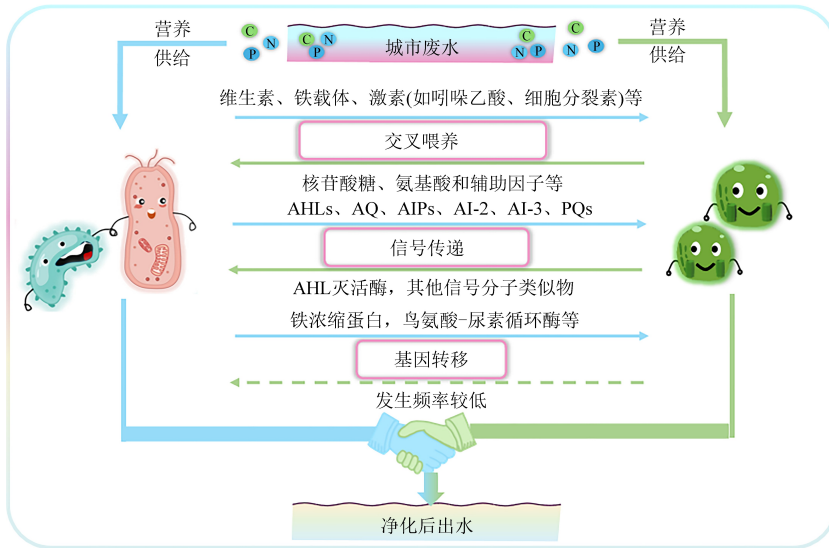 营养
供给
C
N
P
C
N
P
城市废水
C
N
P
C
N
P
营养
供给
维生素、铁载体、激素(如吲哚乙酸、细胞分裂素)等
交叉喂养
核苷酸糖、氨基酸和辅助因子等
AHLs、AQ、AIPs、AI-2、AI-3、PQs
信号传递
AHL灭活酶，其他信号分子类似物
铁浓缩蛋白，鸟氨酸-尿素循环酶等
基因转移
发生频率较低
净化后出水